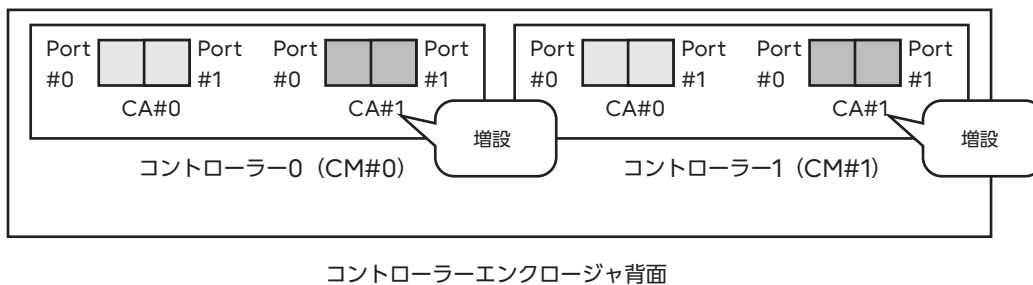 Port Port Port Port Port Port Port Port
#0 #1 #0 #1 #0 #1 #0 #1
CA#0 CA#1 CA#0 CA#1
増設 増設
コントローラー0（CM#0） コントローラー1（CM#1）
コントローラーエンクロージャ背面